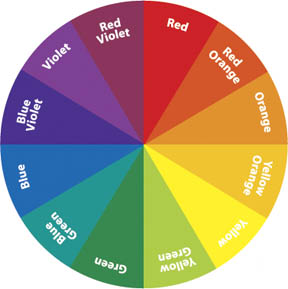 Red
Red
Orange
Orange
Yellow
Orange
Yellow
Yellow
Green
Green
Blue
Green
Blue
Blue
Violet
Violet
Red
Violet